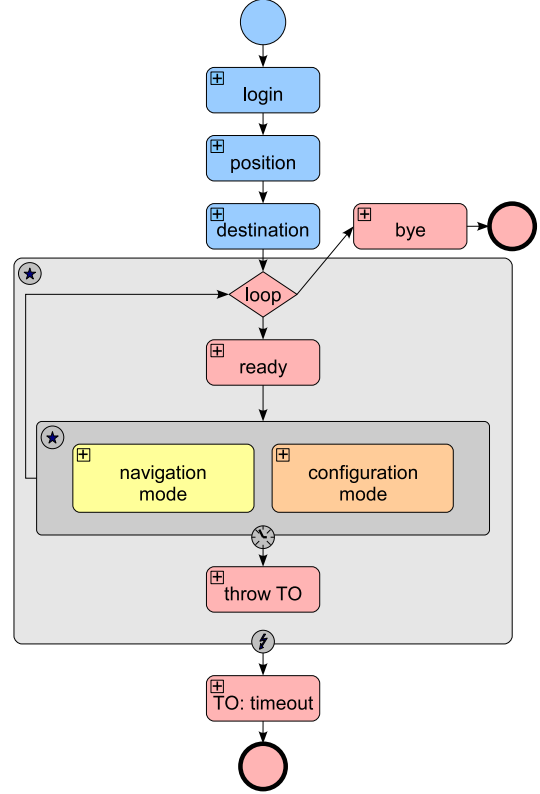 login
position
destination
bye
loop
ready
navigation
mode
configuration
mode
throw TO
TO: timeout